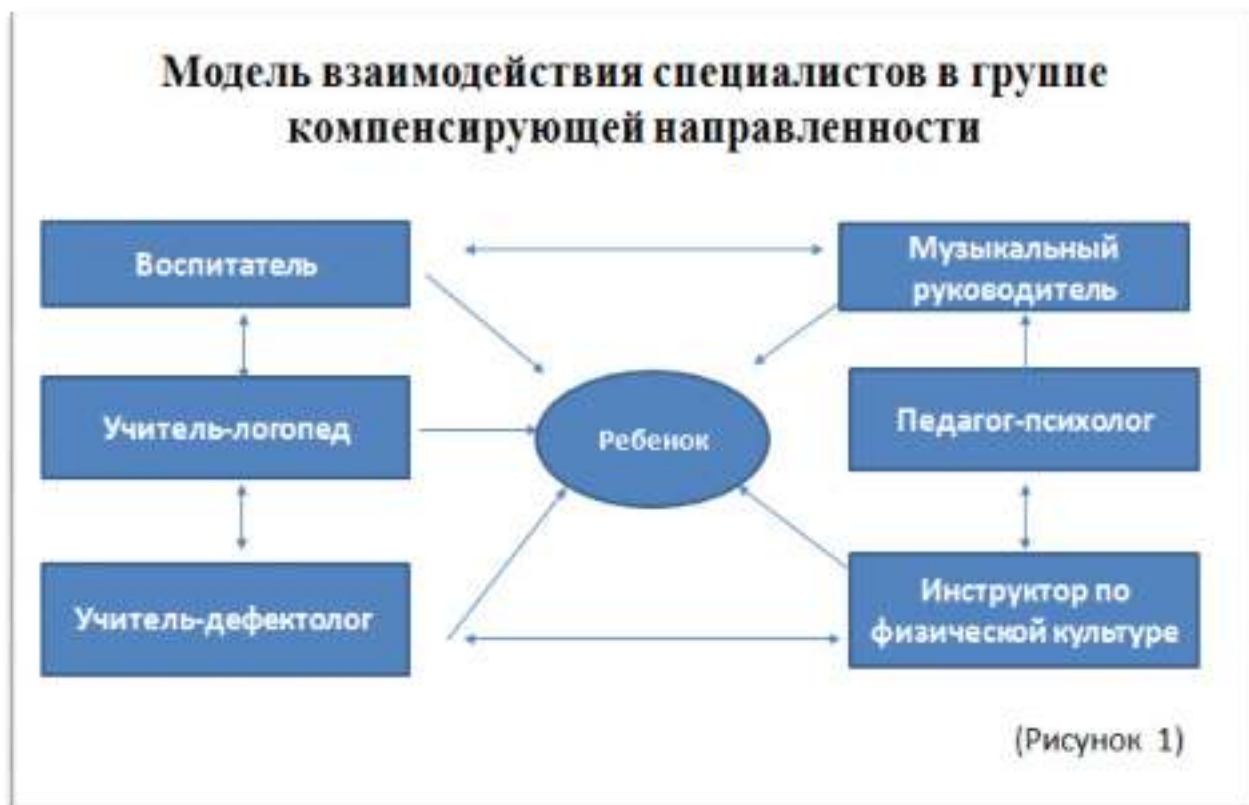 Модель взаимодействия специалистов в группе
компенсирующей направленности
Воспитатель
Музыкальный
руководитель
Учитель-логопед
Ребенок
Педагог-психолог
Учитель-дефектолог
Инструктор по
физической культуре
(Рисунок 1)